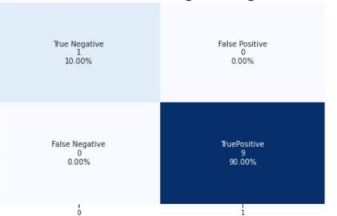 True Negative
1
10.00%
False Positive
0
0.00%
False Negative
0
0.00%
TruePositive
9
90.00%
0
1